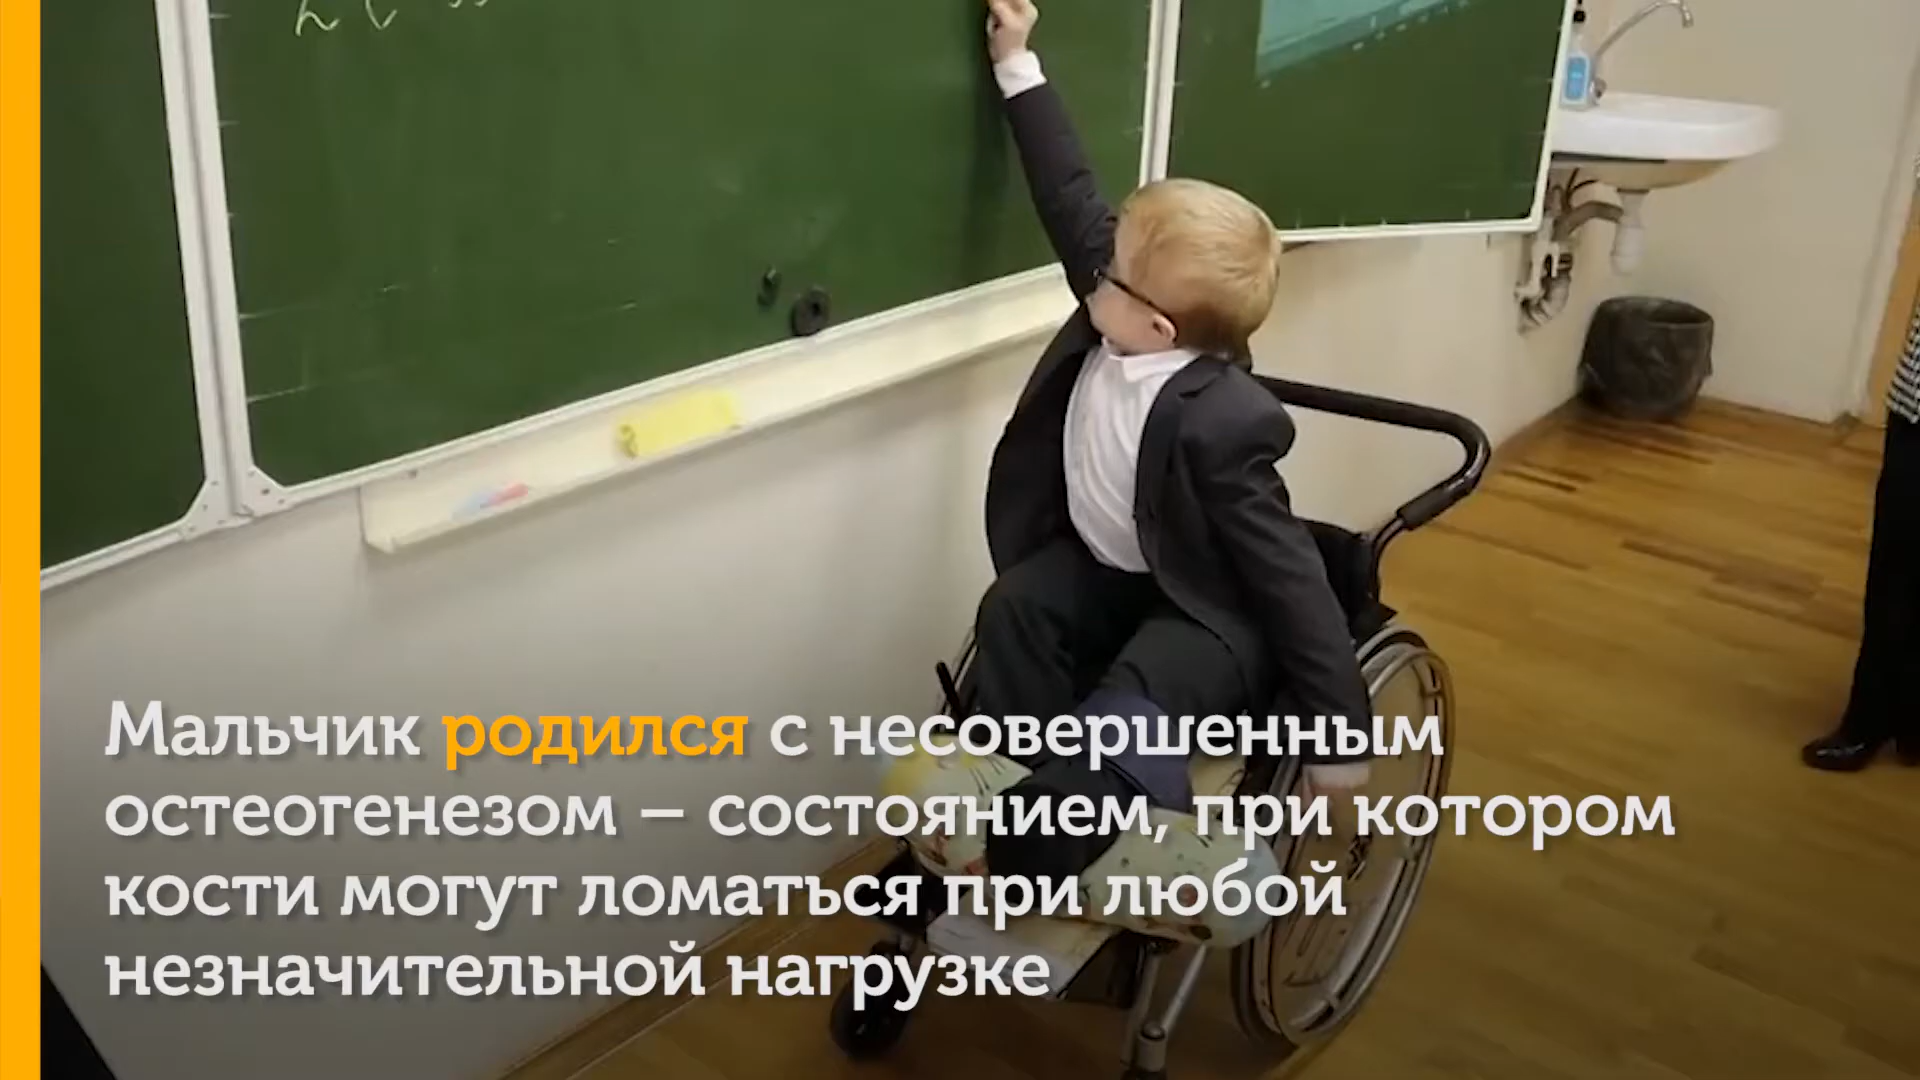 Мальчик родился с несовершенным
остеогенезом – состоянием, при котором
кости могут ломаться при любой
незначительной нагрузке